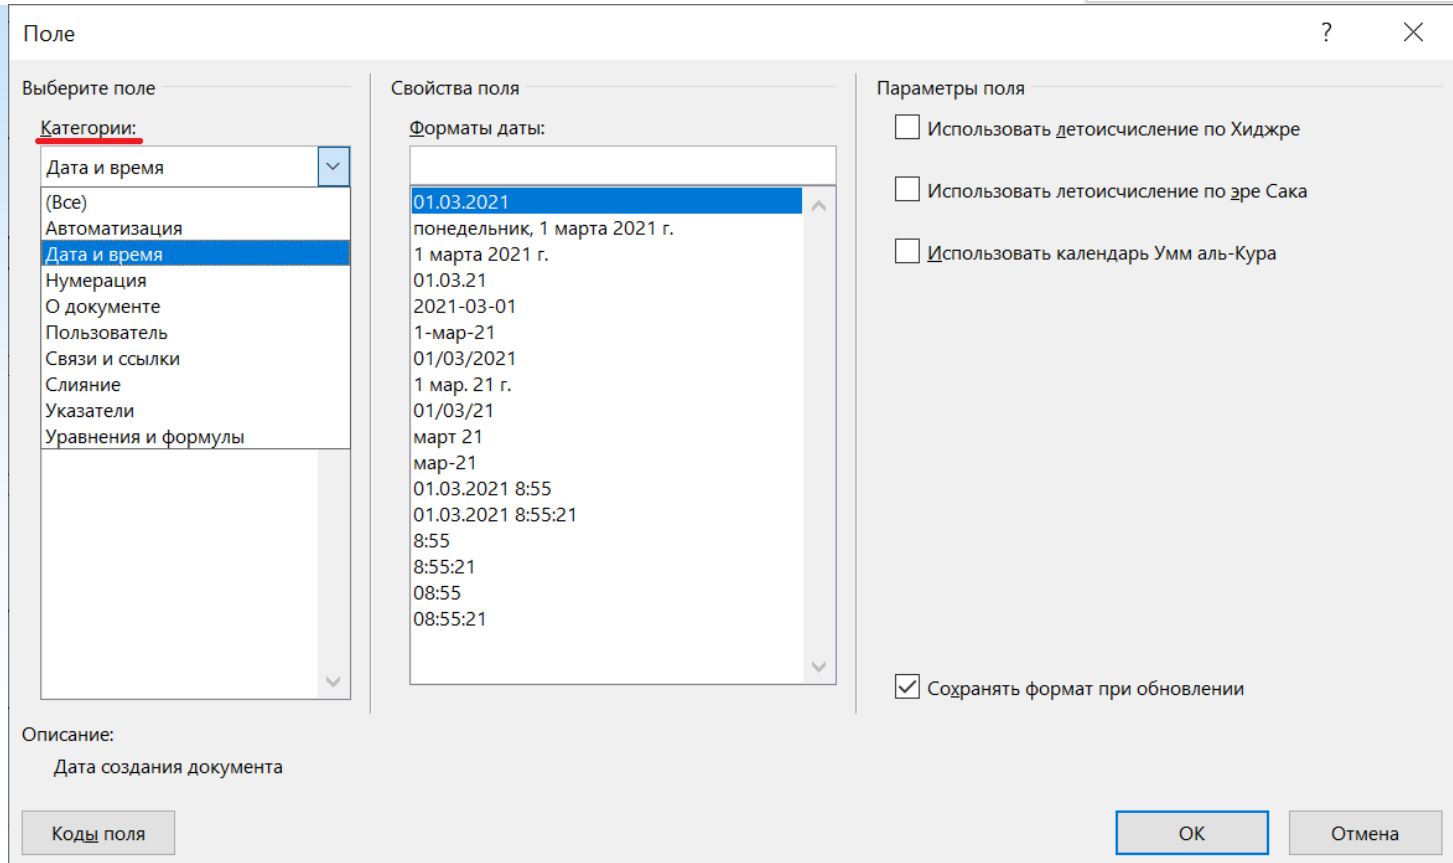 Поле
?
Выберите поле
Категории:
Дата и время
(Все)
Автоматизация
Дата и время
Нумерация
О документе
Пользователь
Связи и ссылки
Слияние
Указатели
Уравнения и формулы
Свойства поля
Форматы даты:
01.03.2021
понедельник, 1 марта 2021 г.
1 марта 2021 г.
01.03.21
2021-03-01
1-мар-21
01/03/2021
1 мар. 21 г.
01/03/21
март 21
мар-21
01.03.2021 8:55
01.03.2021 8:55:21
8:55
8:55:21
08:55
08:55:21
Параметры поля
Использовать летоисчисление по Хиджре
Использовать летоисчисление по эре Сака
Использовать календарь Умм аль-Кура
Сохранять формат при обновлении
Описание:
Дата создания документа
Коды поля
ОК
Отмена